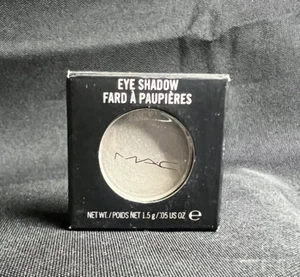 EYE SHADOW
FARD À PAUPIÈRES
MAC
NET WT./POIDS NET 1.5 g/.05 US OZ ℮